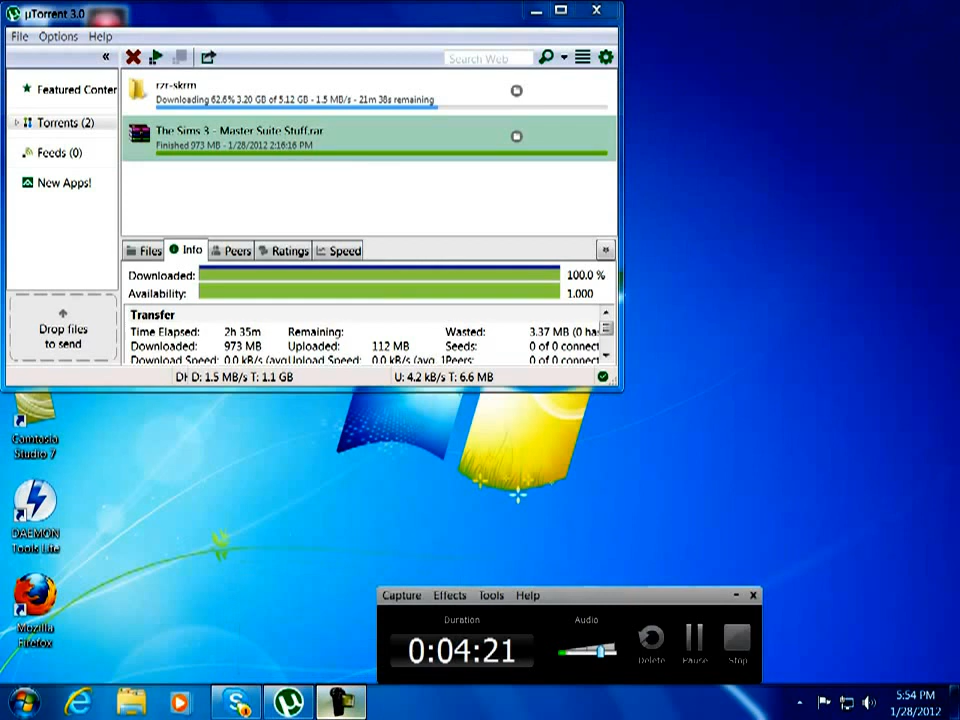 µTorrent 3.0
File Options Help
«
Search Web
Featured Conter
Torrents (2)
Feeds (0)
New Apps!
Drop files
to send
rzr-skrm
Downloading 62.6% 3.20 GB of 5.12 GB - 1.5 MB/s - 21m 38s remaining
The Sims 3 - Master Suite Stuff.rar
Finished 973 MB - 1/28/2012 2:16:16 PM
Files Info Peers Ratings Speed
Downloaded: 100.0 %
Availability: 1.000
Transfer
Time Elapsed: 2h 35m Remaining: Wasted: 3.37 MB (0 has
Downloaded: 973 MB Uploaded: 112 MB Seeds: 0 of 0 connect
Download Speed: 0.0 kB/s (avg Upload Speed: 0.0 kB/s (avg. Peers: 0 of 0 connect
D: 1.5 MB/s T: 1.1 GB U: 4.2 kB/s T: 6.6 MB
Camtasia
Studio 7
DAEMON
Tools Lite
Mozilla
Firefox
Capture Effects Tools Help
Duration Audio
0:04:21
Delete Pause Stop
5:54 PM
1/28/2012